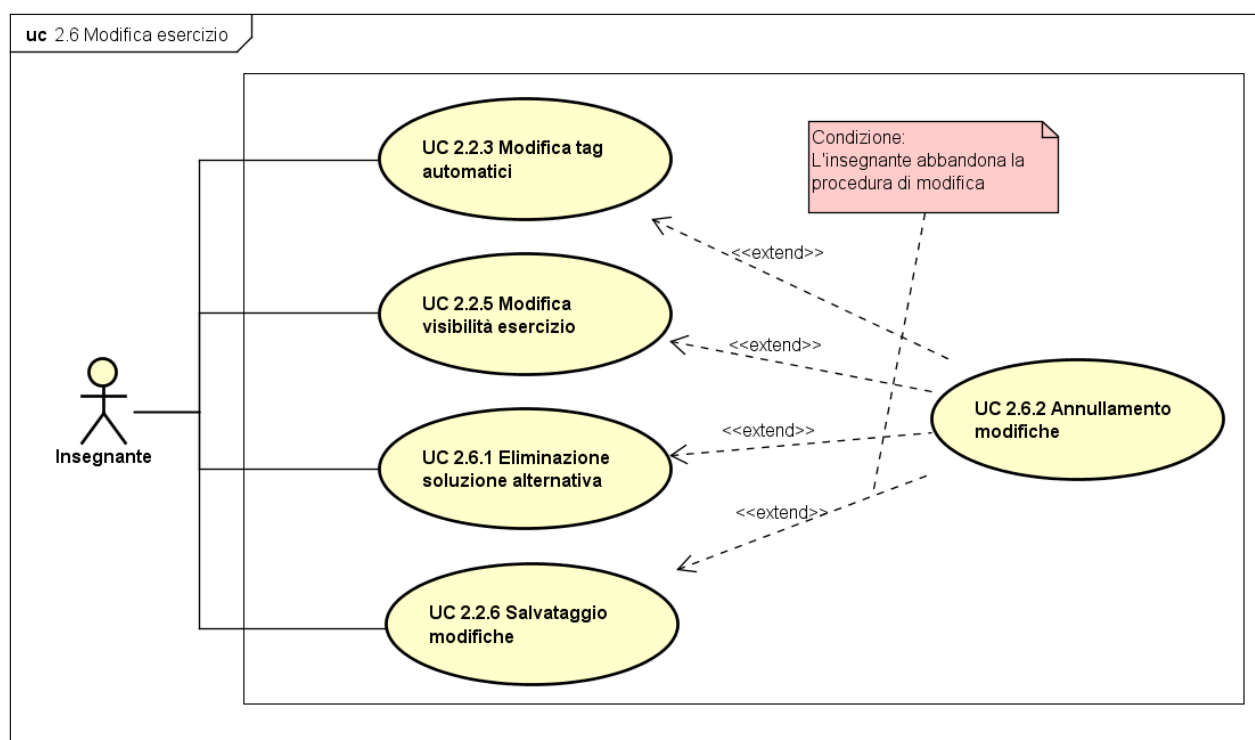 uc 2.6 Modifica esercizio
UC 2.2.3 Modifica tag
automatici
Condizione:
L'insegnante abbandona la
procedura di modifica
<<extend>>
UC 2.2.5 Modifica
visibilità esercizio
<<extend>>
Insegnante
UC 2.6.2 Annullamento
modifiche
<<extend>>
UC 2.6.1 Eliminazione
soluzione alternativa
<<extend>>
UC 2.2.6 Salvataggio
modifiche